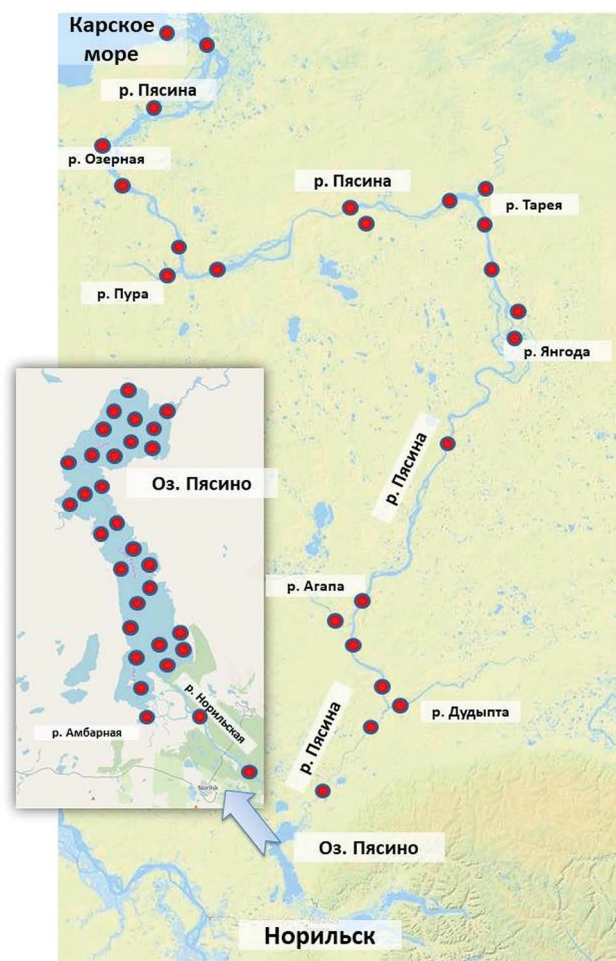 Карское
море
р. Пясина
р. Озерная
р. Пясина
р. Тарея
р. Пура
р. Янгода
р. Пясина
Оз. Пясино
р. Агапа
р. Норильская
р. Амбарная
р. Дудыпта
р. Пясина
Norilsk
Оз. Пясино
Норильск